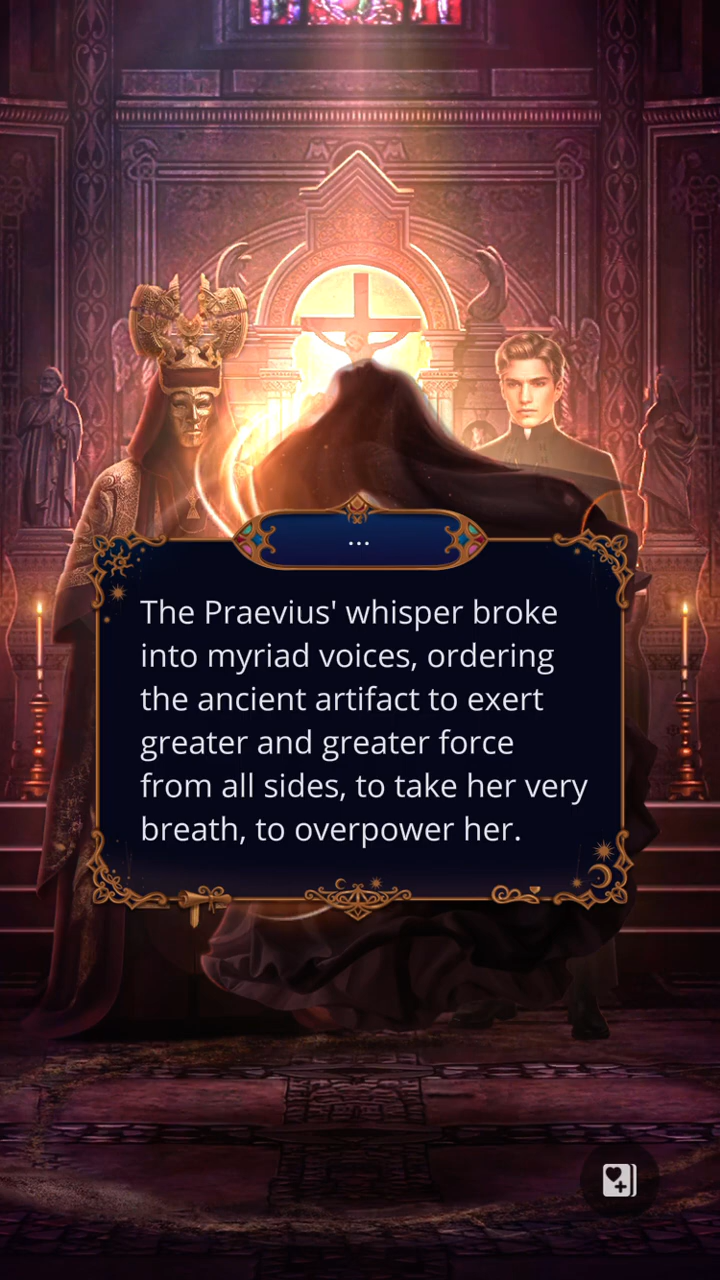 ...
The Praevius' whisper broke
into myriad voices, ordering
the ancient artifact to exert
greater and greater force
from all sides, to take her very
breath, to overpower her.